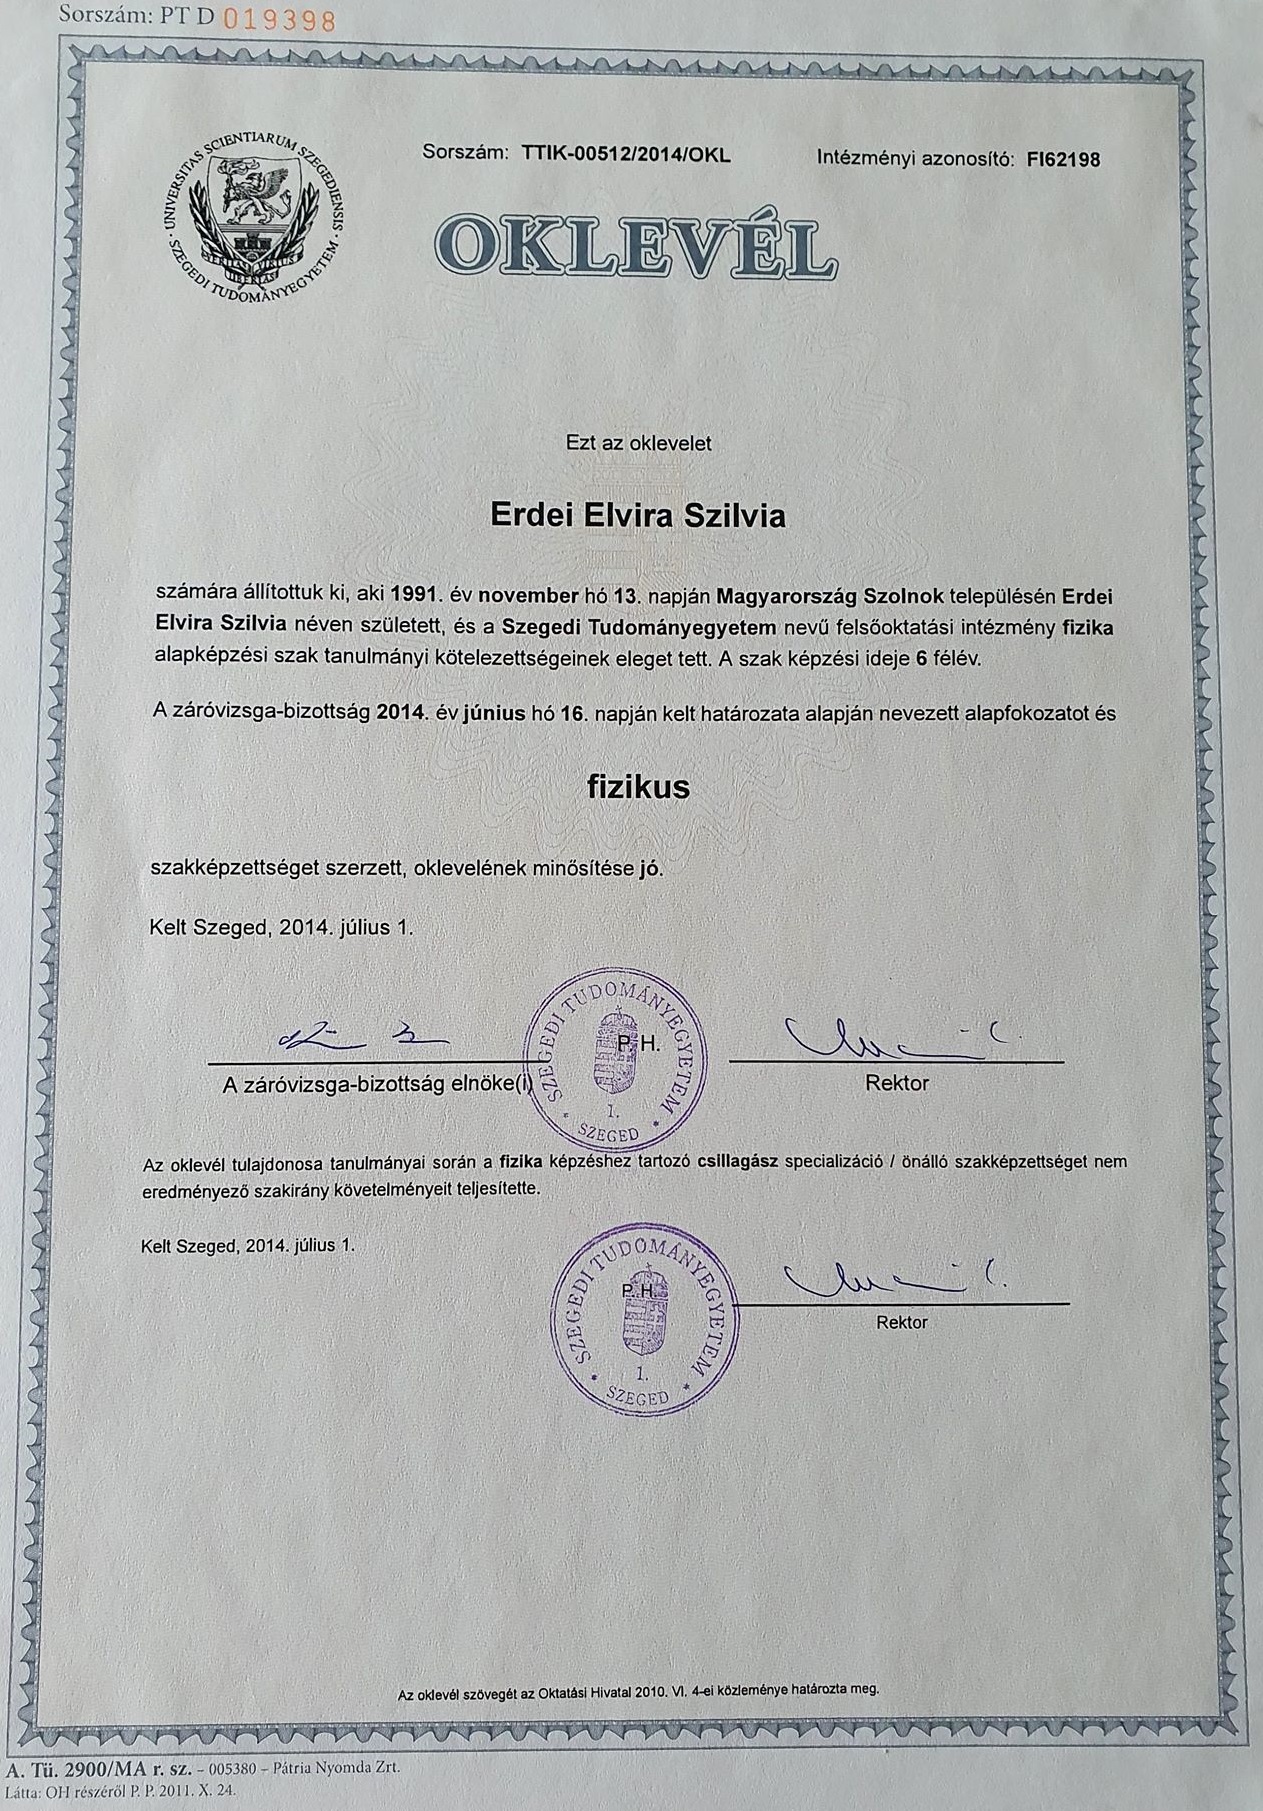 Sorszám: PT D 019398
UNIVERSITAS SCIENTIARUM SZEGEDIENSIS
SZEGEDI TUDOMÁNYEGYETEM
VERITAS VIRTUS
LIBERTAS
Sorszám: TTIK-00512/2014/OKL
Intézményi azonosító: FI62198
OKLEVÉL
Ezt az oklevelet
Erdei Elvira Szilvia
számára állítottuk ki, aki 1991. év november hó 13. napján Magyarország Szolnok településén Erdei
Elvira Szilvia néven született, és a Szegedi Tudományegyetem nevű felsőoktatási intézmény fizika
alapképzési szak tanulmányi kötelezettségeinek eleget tett. A szak képzési ideje 6 félév.
A záróvizsga-bizottság 2014. év június hó 16. napján kelt határozata alapján nevezett alapfokozatot és
fizikus
szakképzettséget szerzett, oklevelének minősítése jó.
Kelt Szeged, 2014. július 1.
SZEGEDI TUDOMÁNYEGYETEM
P. H.
1.
* SZEGED *
A záróvizsga-bizottság elnöke(i)
Rektor
Az oklevél tulajdonosa tanulmányai során a fizika képzéshez tartozó csillagász specializáció / önálló szakképzettséget nem
eredményező szakirány követelményeit teljesítette.
Kelt Szeged, 2014. július 1.
SZEGEDI TUDOMÁNYEGYETEM
P. H.
1.
* SZEGED *
Rektor
Az oklevél szövegét az Oktatási Hivatal 2010. VI. 4-ei közleménye határozta meg.
A. Tü. 2900/MA r. sz. – 005380 – Pátria Nyomda Zrt.
Látta: OH részéről P. P. 2011. X. 24.